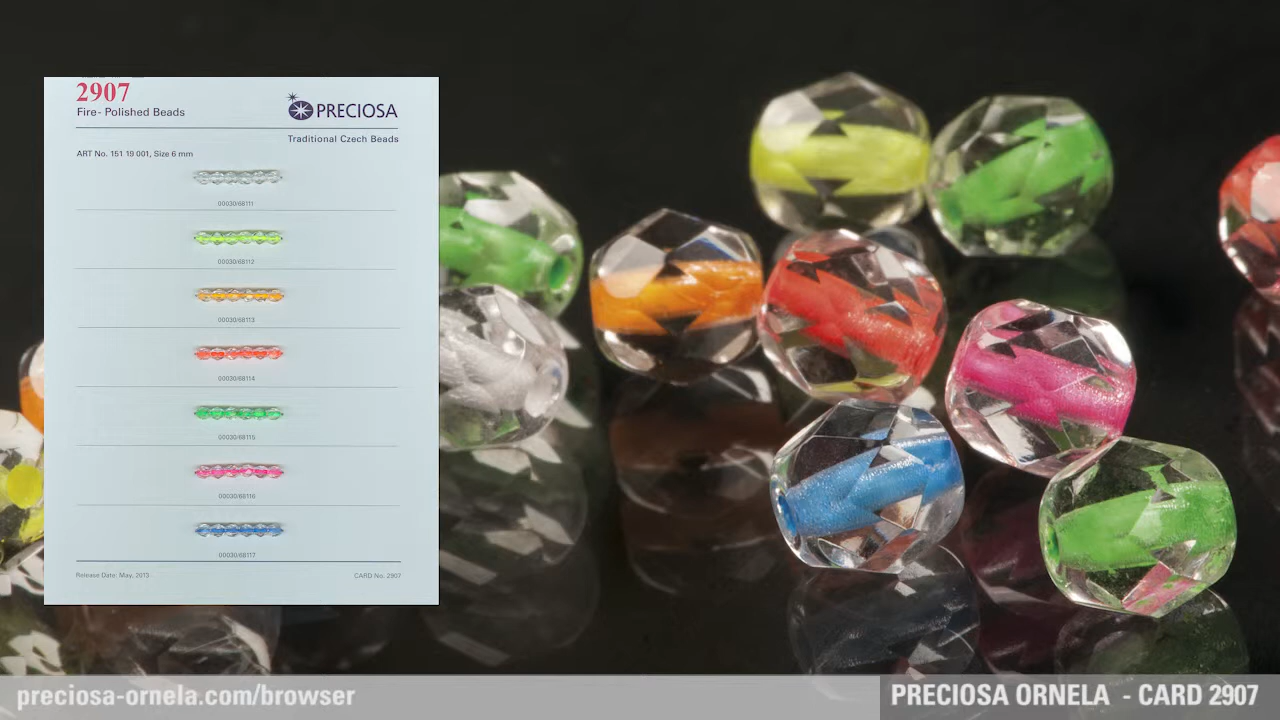 2907
Fire- Polished Beads
PRECIOSA
Traditional Czech Beads
ART No. 151 19 001, Size 6 mm
00030/68111
00030/68112
00030/68113
00030/68114
00030/68115
00030/68116
00030/68117
Release Date: May, 2013
CARD No. 2907
preciosa-ornela.com/browser
PRECIOSA ORNELA - CARD 2907